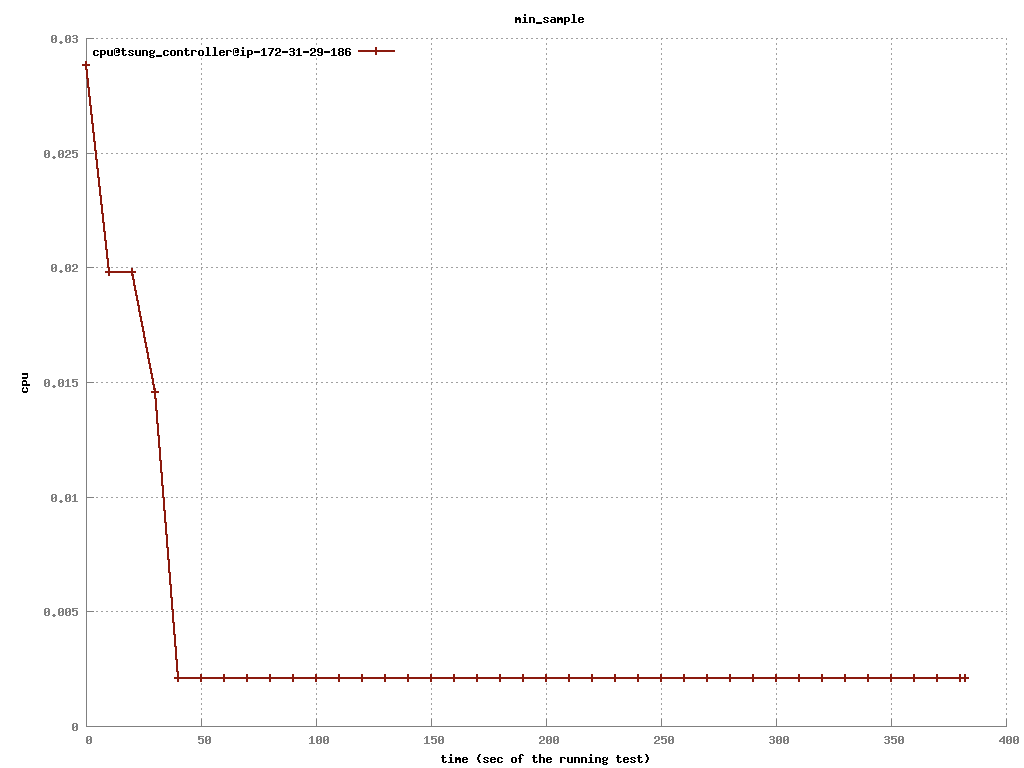 min_sample
0.03
cpu@tsung_controller@ip-172-31-29-186
0.025
0.02
cpu
0.015
0.01
0.005
0
0 50 100 150 200 250 300 350 400
time (sec of the running test)